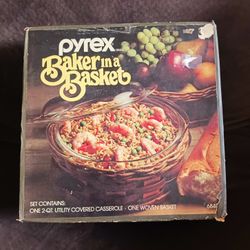 pyrex
Baker in a
Basket
SET CONTAINS:
ONE 2-QT. UTILITY COVERED CASSEROLE - ONE WOVEN BASKET